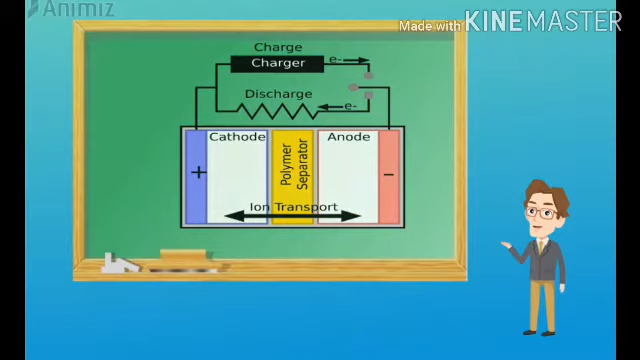 Animiz
Made with KINEMASTER
Charge
Charger
e-
Discharge
e-
Cathode
Anode
Polymer
Separator
+
−
Ion Transport